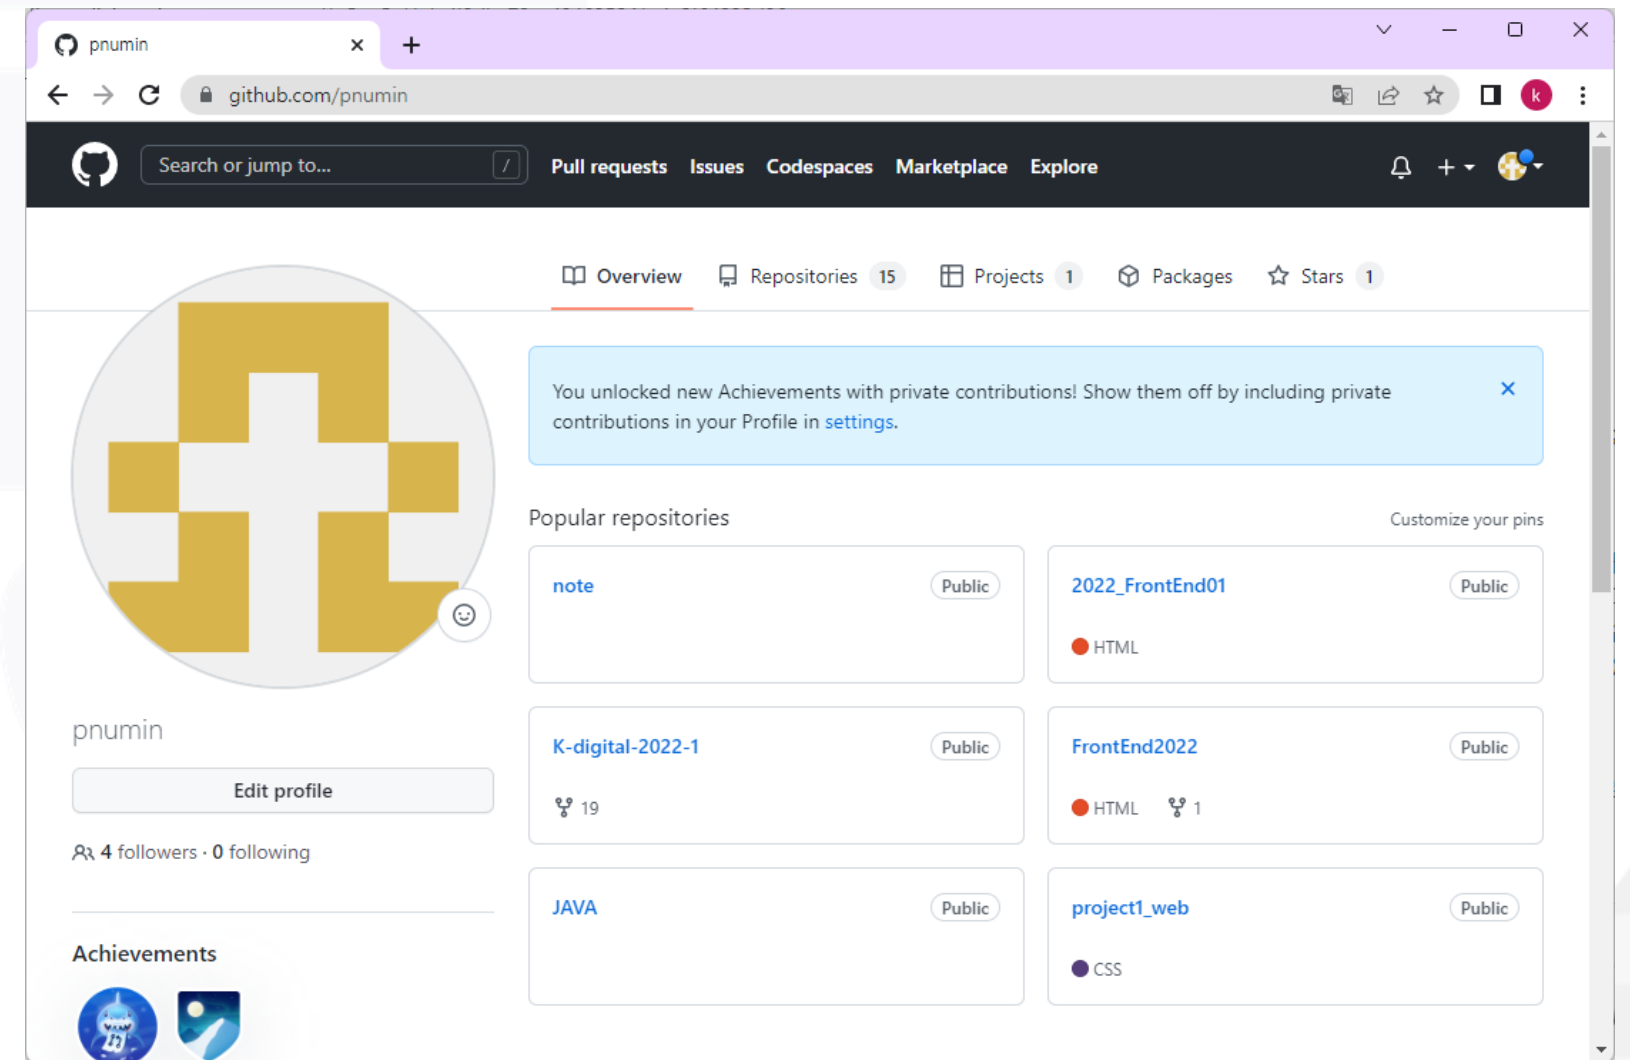 pnumin
github.com/pnumin
k
Search or jump to...
/
Pull requests Issues Codespaces Marketplace Explore
Overview Repositories 15 Projects 1 Packages Stars 1
You unlocked new Achievements with private contributions! Show them off by including private
contributions in your Profile in settings.
Popular repositories
Customize your pins
note Public
2022_FrontEnd01 Public
HTML
K-digital-2022-1 Public
19
FrontEnd2022 Public
HTML 1
JAVA Public
project1_web Public
CSS
pnumin
Edit profile
4 followers · 0 following
Achievements